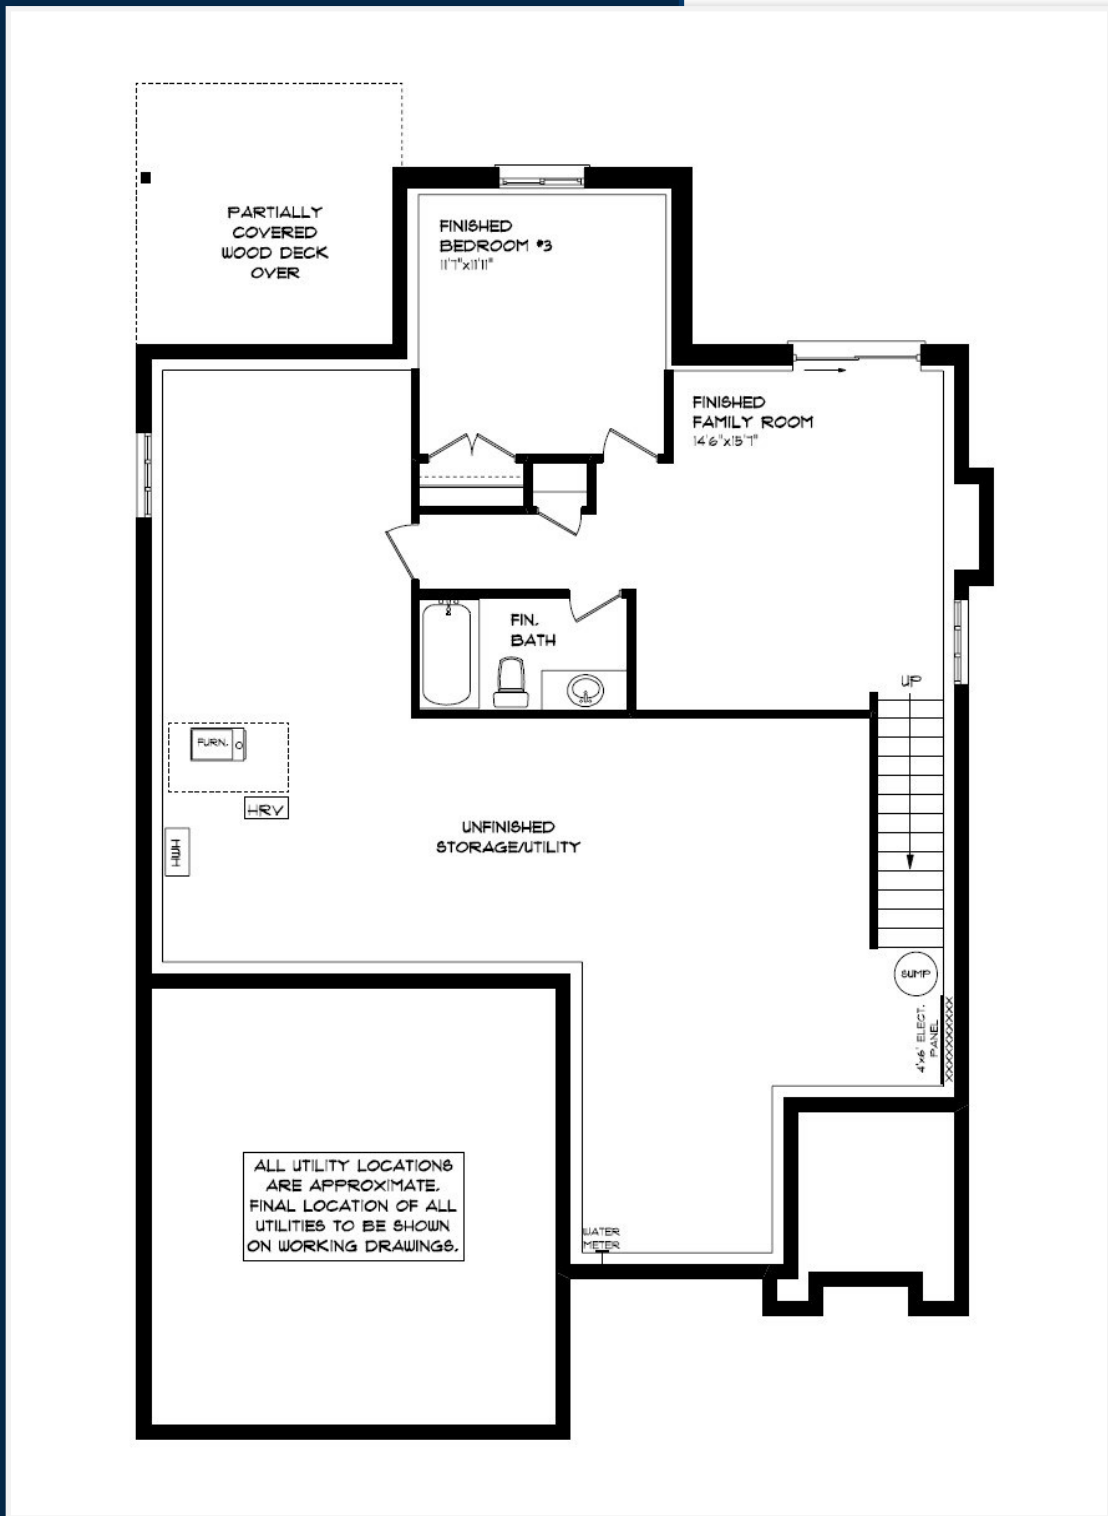 PARTIALLY
COVERED
WOOD DECK
OVER
FINISHED
BEDROOM #3
11'7"x11'11"
FINISHED
FAMILY ROOM
14'6"x15'7"
FIN.
BATH
UP
FURN.
HRV
HWH
UNFINISHED
STORAGE/UTILITY
SUMP
4'x6' ELECT.
PANEL
ALL UTILITY LOCATIONS
ARE APPROXIMATE.
FINAL LOCATION OF ALL
UTILITIES TO BE SHOWN
ON WORKING DRAWINGS.
WATER
METER